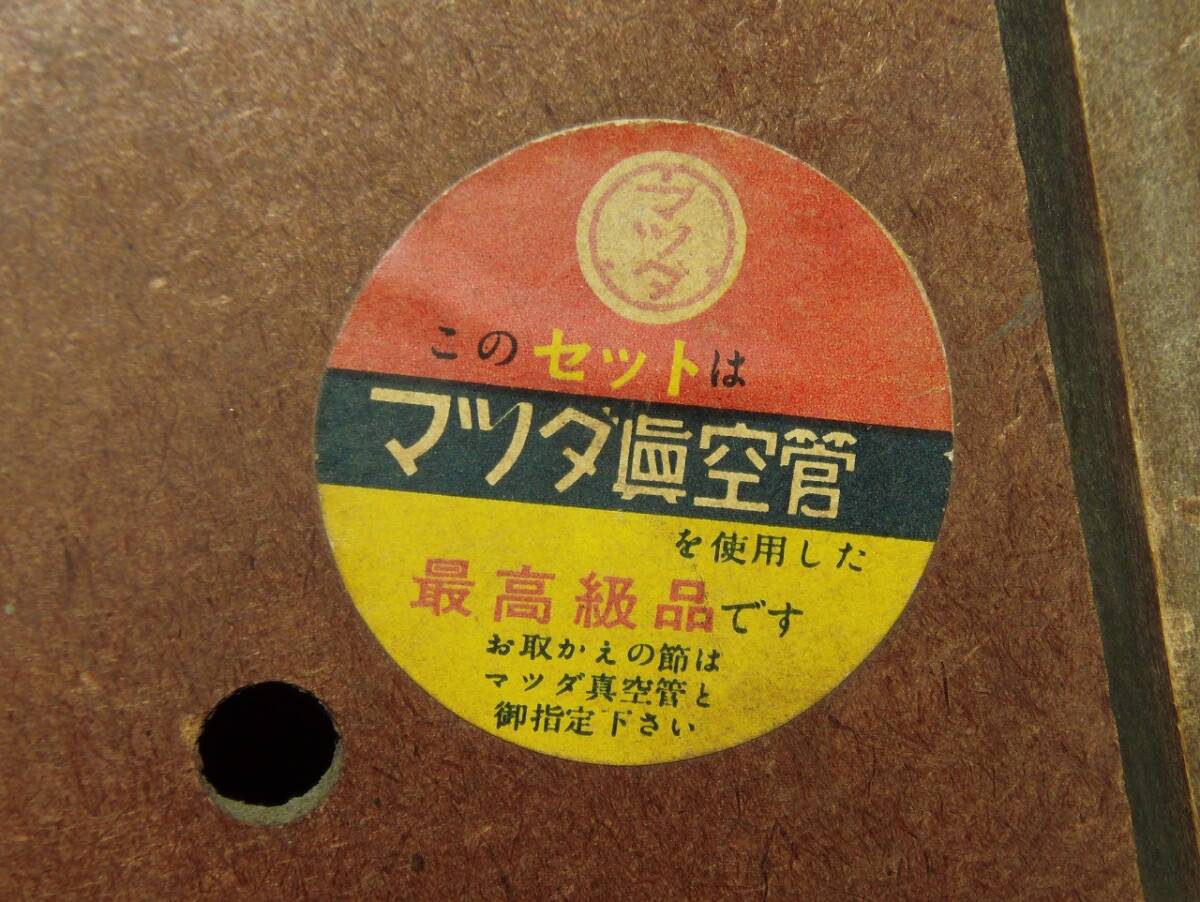 マツダ
このセットは
マツダ眞空管
を使用した
最高級品です
お取かえの節は
マツダ真空管と
御指定下さい